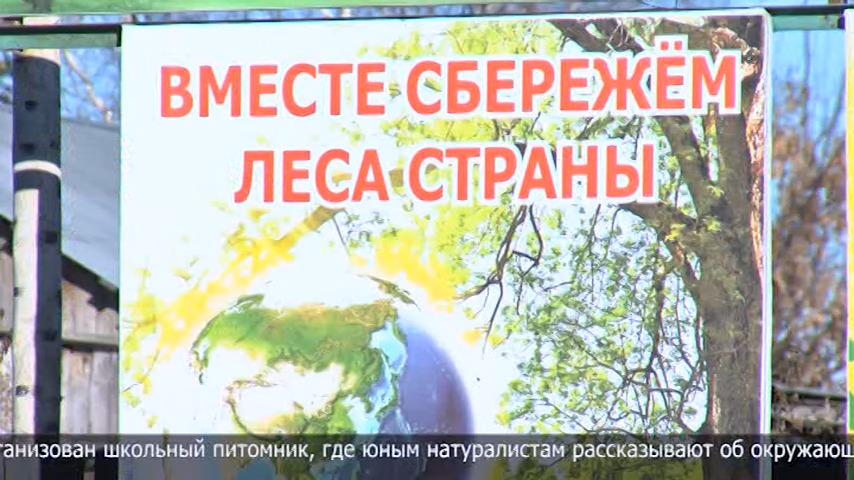 ВМЕСТЕ СБЕРЕЖЁМ
ЛЕСА СТРАНЫ
школьный питомник, где юным натуралистам рассказывают об